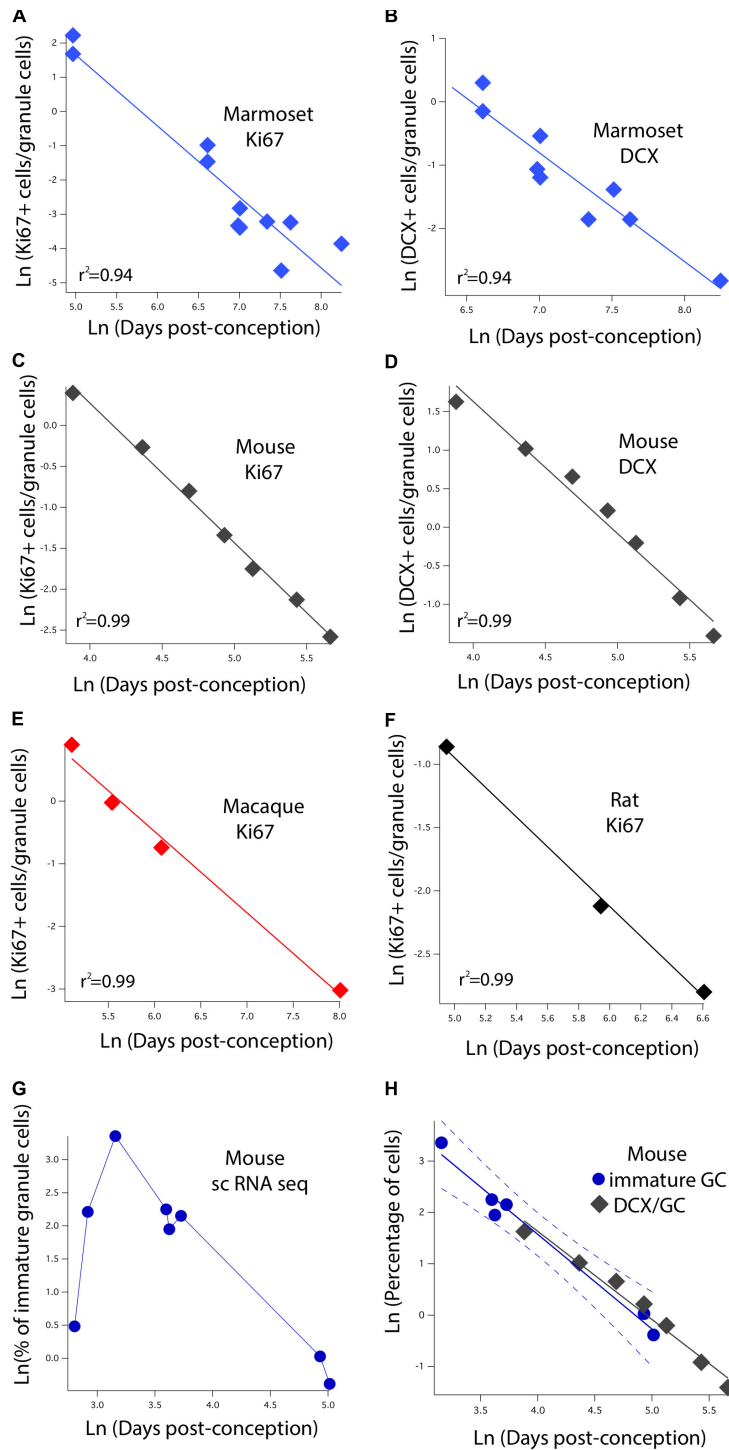 A
Ln (Ki67+ cells/granule cells)
2
1
0
-1
-2
-3
-4
-5
Marmoset
Ki67
r²=0.94
5.0 5.5 6.0 6.5 7.0 7.5 8.0
Ln (Days post-conception)
B
Ln (DCX+ cells/granule cells)
1
0
-1
-2
Marmoset
DCX
r²=0.94
6.5 7.0 7.5 8.0
Ln (Days post-conception)
C
Ln (Ki67+ cells/granule cells)
0.0
-0.5
-1.0
-1.5
-2.0
-2.5
Mouse
Ki67
r²=0.99
4.0 4.5 5.0 5.5
Ln (Days post-conception)
D
Ln (DCX+ cells/granule cells)
1.5
1.0
0.5
0.0
-0.5
-1.0
Mouse
DCX
r²=0.99
4.0 4.5 5.0 5.5
Ln (Days post-conception)
E
Ln (Ki67+ cells/granule cells)
0
-1
-2
-3
Macaque
Ki67
r²=0.99
5.5 6.0 6.5 7.0 7.5 8.0
Ln (Days post-conception)
F
Ln (Ki67+ cells/granule cells)
-1.0
-1.5
-2.0
-2.5
Rat
Ki67
r²=0.99
5.0 5.2 5.4 5.6 5.8 6.0 6.2 6.4 6.6
Ln (Days post-conception)
G
Ln(% of immature granule cells)
3.0
2.5
2.0
1.5
1.0
0.5
0.0
Mouse
sc RNA seq
3.0 3.5 4.0 4.5 5.0
Ln (Days post-conception)
H
Ln (Percentage of cells)
3
2
1
0
-1
Mouse
immature GC
DCX/GC
3.5 4.0 4.5 5.0 5.5
Ln (Days post-conception)